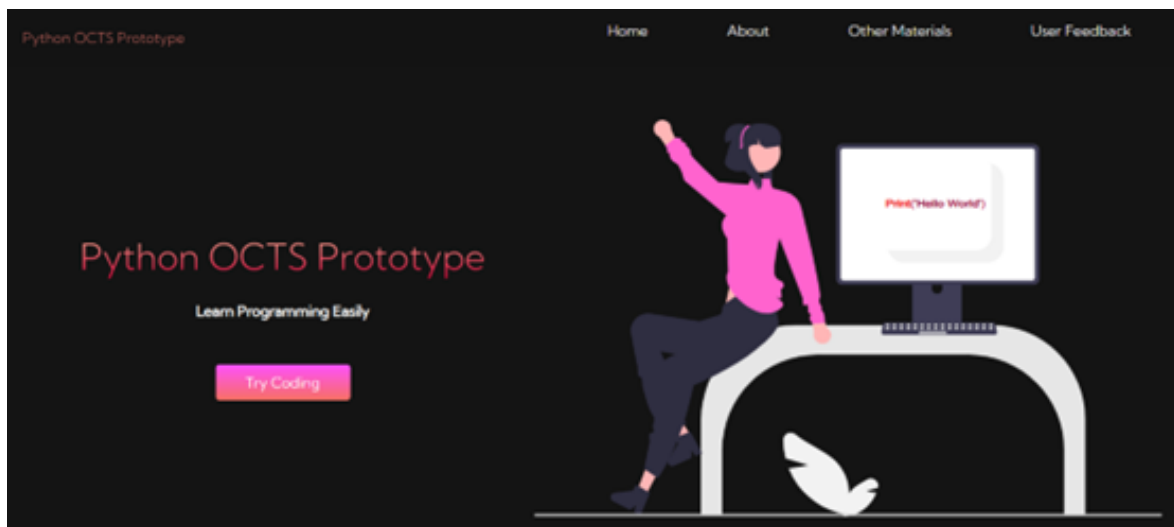 Python OCTS Prototype
Home About Other Materials User Feedback
Print('Hello World')
Python OCTS Prototype
Learn Programming Easily
Try Coding